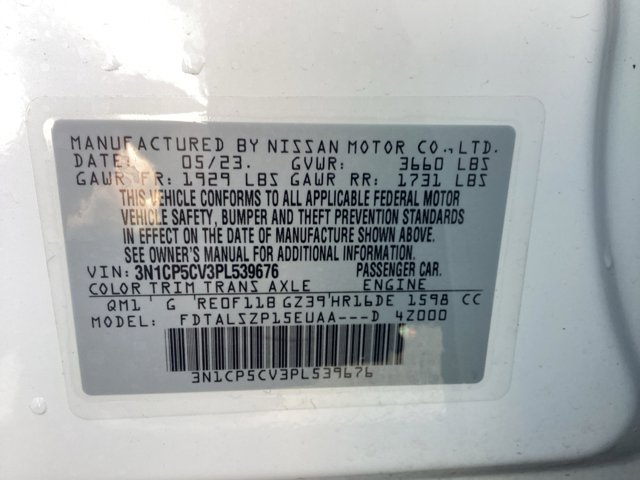 MANUFACTURED BY NISSAN MOTOR CO.,LTD.
DATE: 05/23. GVWR: 3660 LBS
GAWR FR: 1929 LBS GAWR RR: 1731 LBS
THIS VEHICLE CONFORMS TO ALL APPLICABLE FEDERAL MOTOR
VEHICLE SAFETY, BUMPER AND THEFT PREVENTION STANDARDS
IN EFFECT ON THE DATE OF MANUFACTURE SHOWN ABOVE.
SEE OWNER'S MANUAL FOR ADDITIONAL INFORMATION.
VIN: 3N1CP5CV3PL539676 PASSENGER CAR.
COLOR TRIM TRANS AXLE ENGINE
QM1 G RE0F11B GZ39 HR16DE 1598 CC
MODEL: FDTALSZP15EUAA---D 4Z000
3N1CP5CV3PL539676